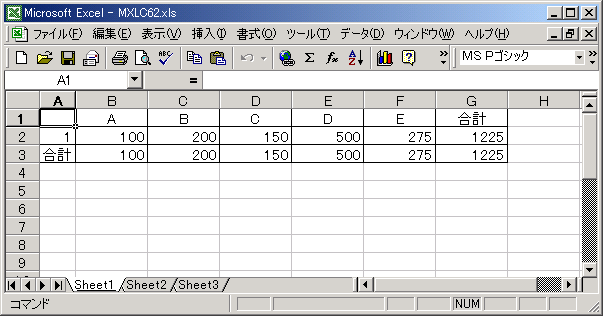 Microsoft Excel - MXLC62.xls
ファイル(F) 編集(E) 表示(V) 挿入(I) 書式(O) ツール(T) データ(D) ウィンドウ(W) ヘルプ(H)
MS Pゴシック
A1 =
A B C D E F G H
1 A B C D E 合計
2 1 100 200 150 500 275 1225
3 合計 100 200 150 500 275 1225
4
5
6
7
8
9
Sheet1 Sheet2 Sheet3
コマンド NUM